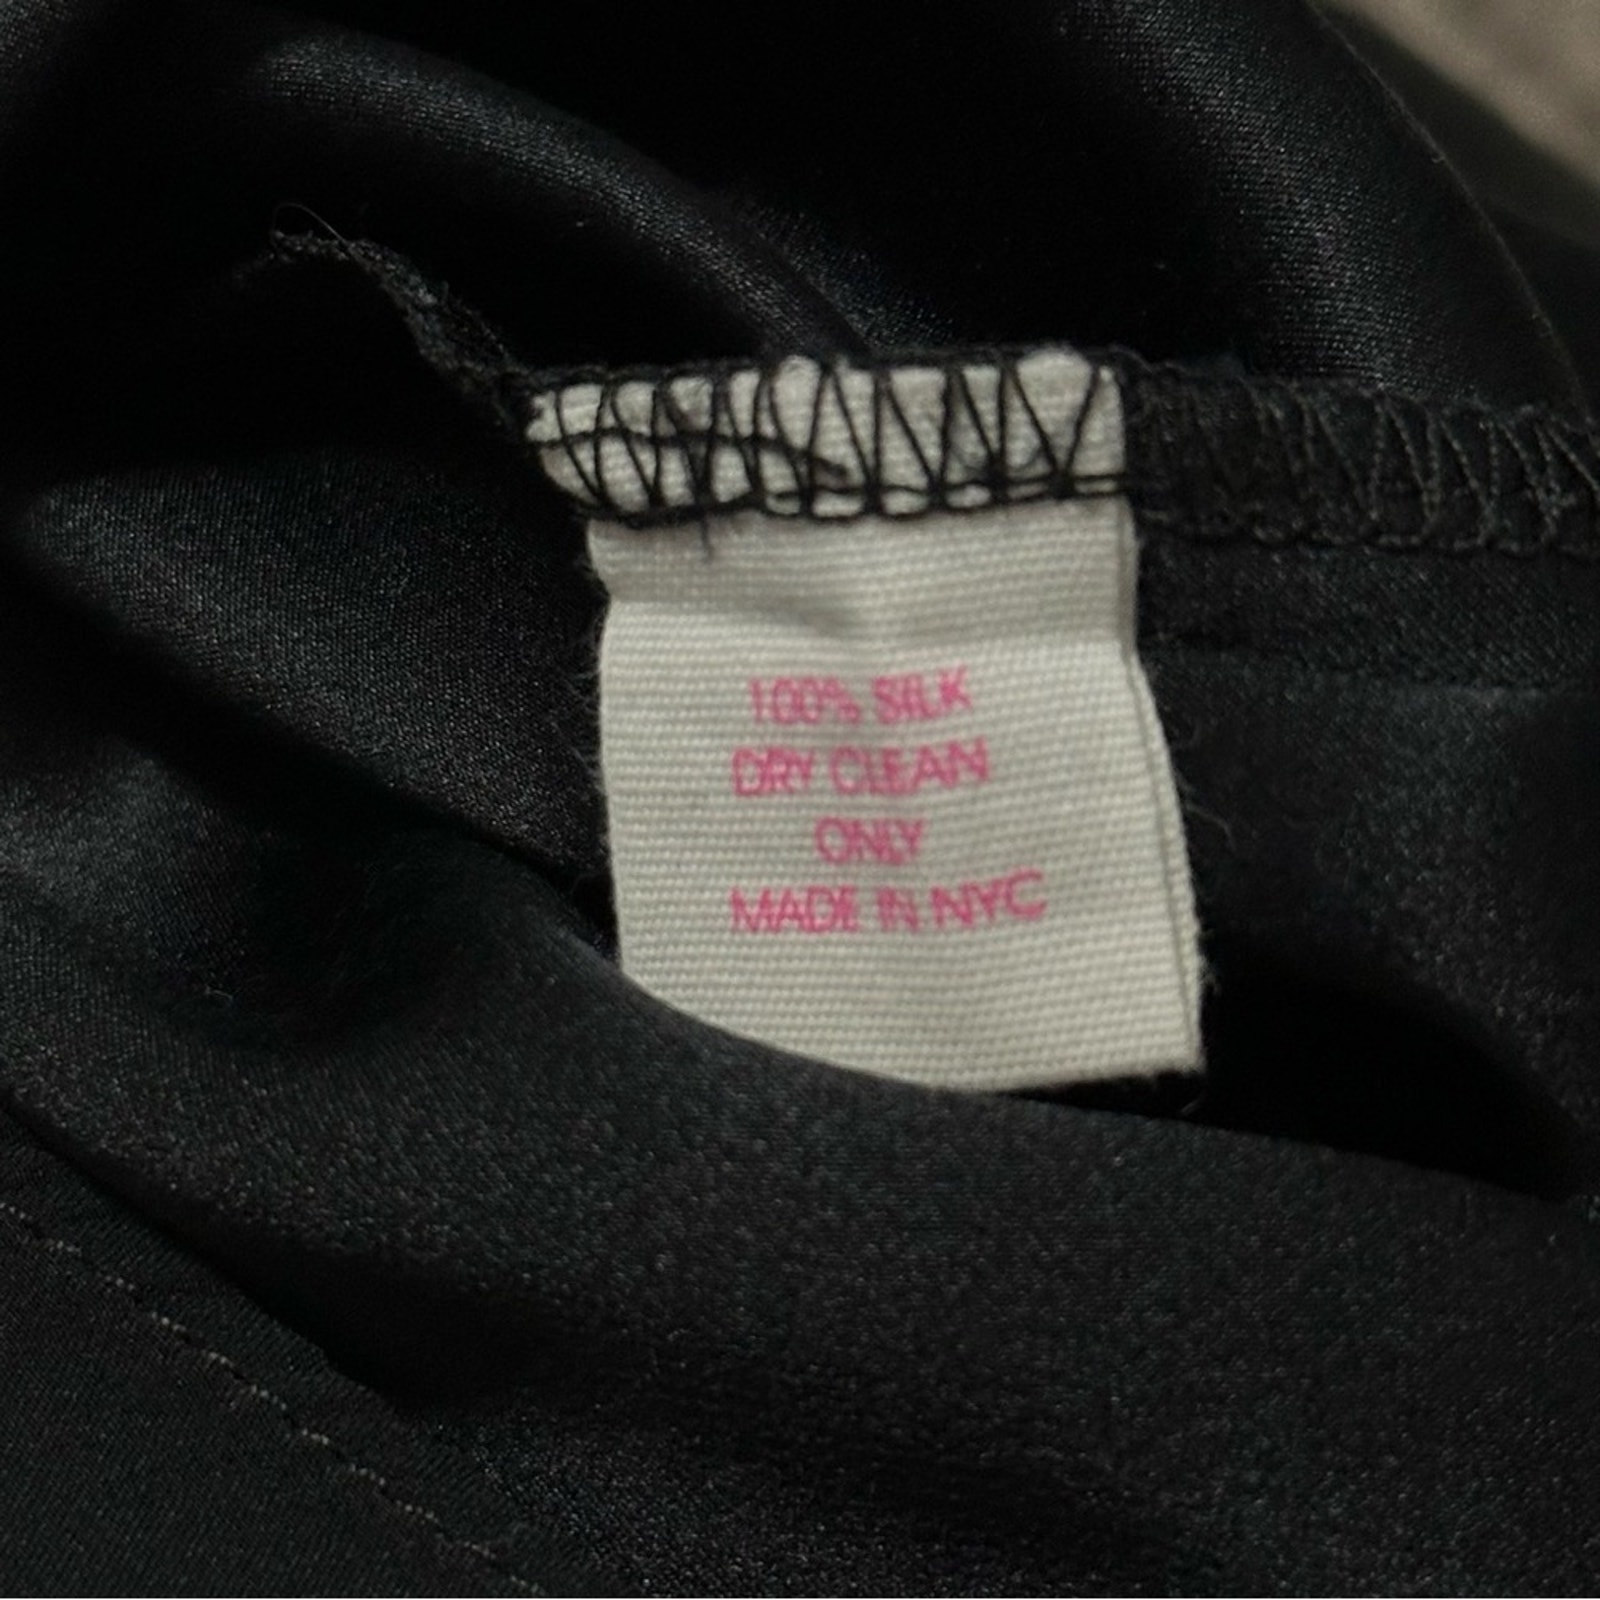 100% SILK
DRY CLEAN
ONLY
MADE IN NYC